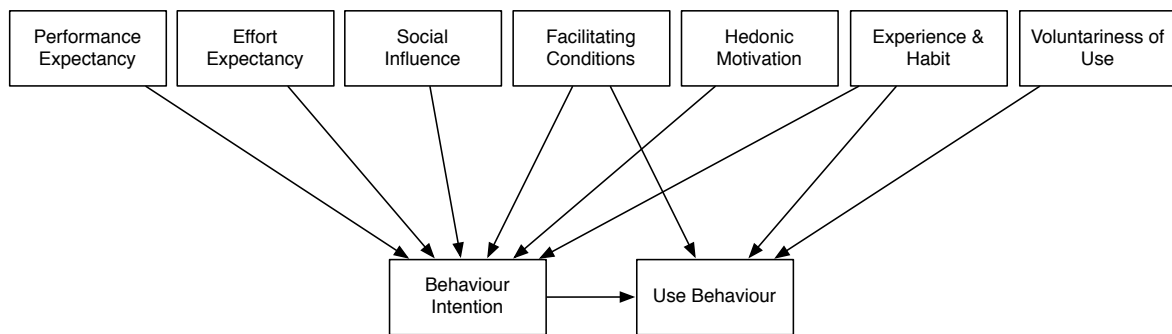 Performance
Expectancy
Effort
Expectancy
Social
Influence
Facilitating
Conditions
Hedonic
Motivation
Experience &
Habit
Voluntariness of
Use
Behaviour
Intention
Use Behaviour